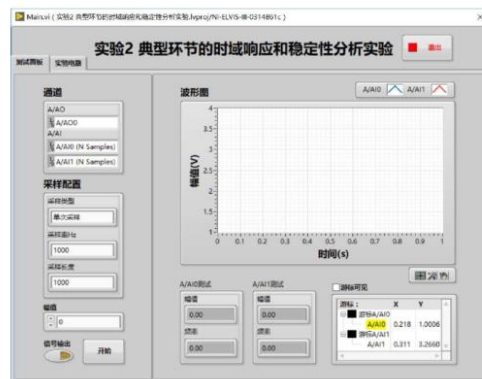 Main.vi（实验2 典型环节的时域响应和稳定性分析实验.lvproj/NI-ELVIS-III-0314861c）
实验2 典型环节的时域响应和稳定性分析实验
退出
测试面板 实验电路
通道
A/AO
A/AO0
A/AI
A/AI0 (N Samples)
A/AI1 (N Samples)
采样配置
采样类型
单次采样
采样率Hz
1000
采样长度
1000
幅值
0
信号输出
开始
波形图
A/AI0 A/AI1
幅值(V)
4
3.5
3
2.5
2
1.5
1
0 0.1 0.2 0.3 0.4 0.5 0.6 0.7 0.8 0.9 1
时间(s)
A/AI0测试
幅值
0.00
频率
0.00
A/AI1测试
幅值
0.00
频率
0.00
游标可见
游标： X Y
游标A/AI0
A/AI0 0.218 1.0006
游标A/AI1
A/AI1 0.311 3.2660